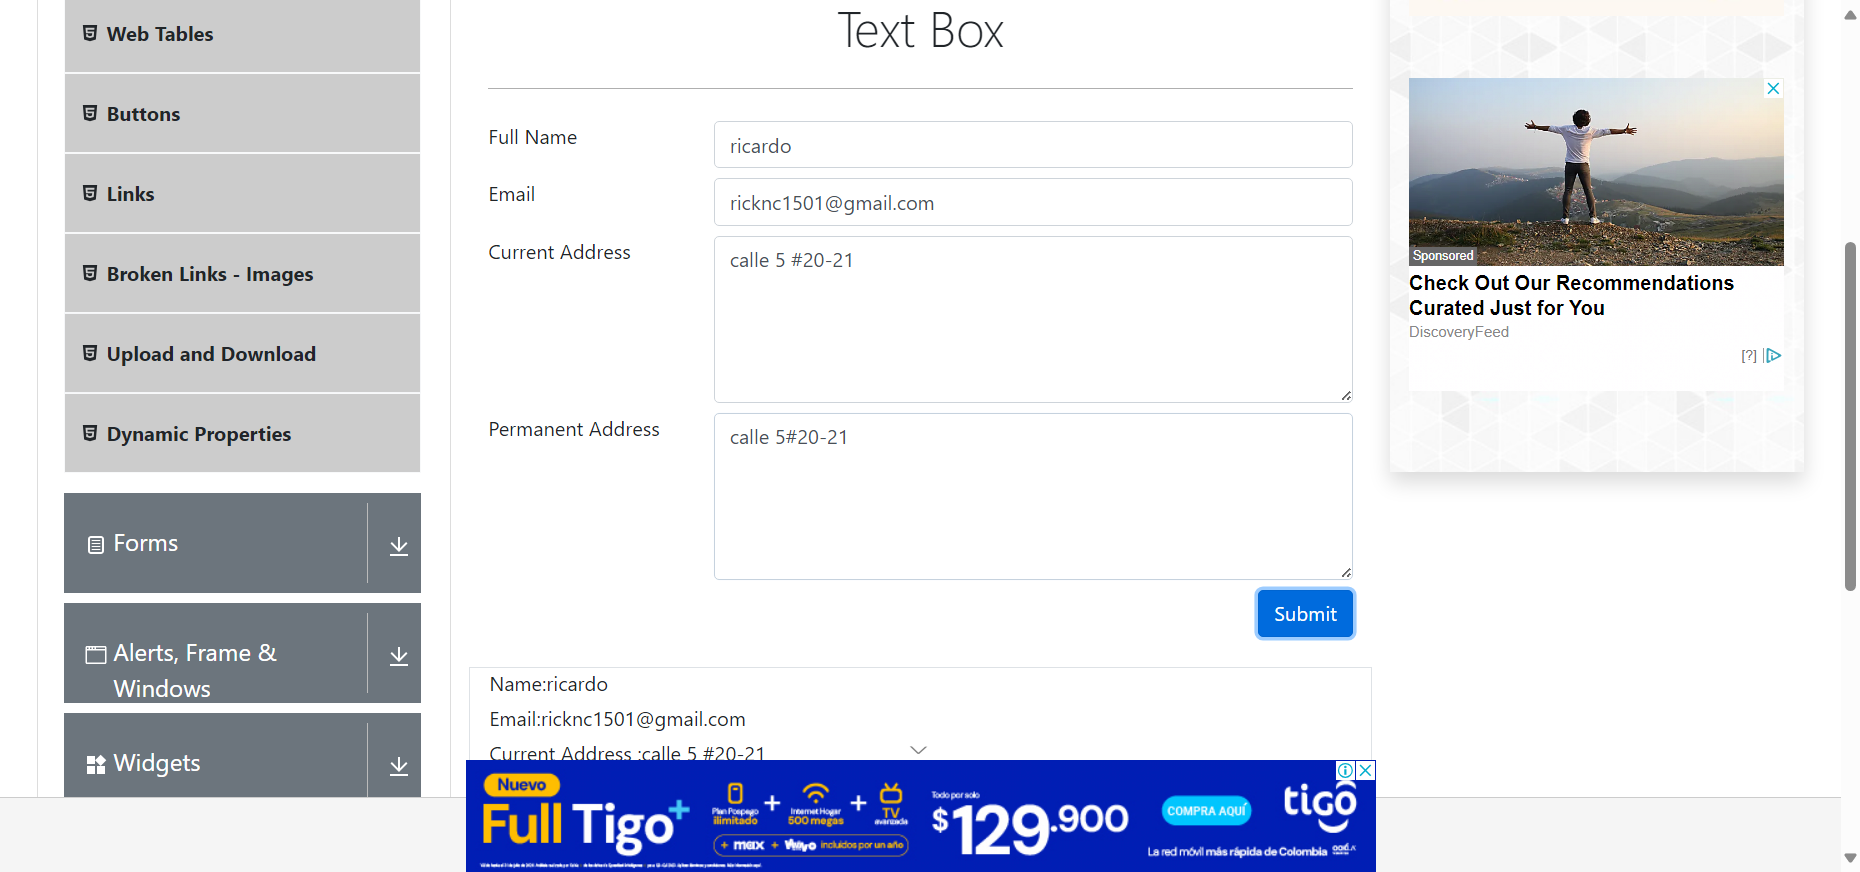 Web Tables
Buttons
Links
Broken Links - Images
Upload and Download
Dynamic Properties
Forms
Alerts, Frame &
Windows
Widgets
Text Box
Full Name
ricardo
Email
ricknc1501@gmail.com
Current Address
calle 5 #20-21
Permanent Address
calle 5#20-21
Submit
Name:ricardo
Email:ricknc1501@gmail.com
Current Address :calle 5 #20-21
Sponsored
Check Out Our Recommendations
Curated Just for You
DiscoveryFeed
[?]
Nuevo
Full Tigo+
Plan Pospago
ilimitado
+
Internet Hogar
500 megas
+
TV
avanzada
+ max + incluidos por un año
Todo por solo
$129.900
COMPRA AQUÍ
tigo
La red móvil más rápida de Colombia